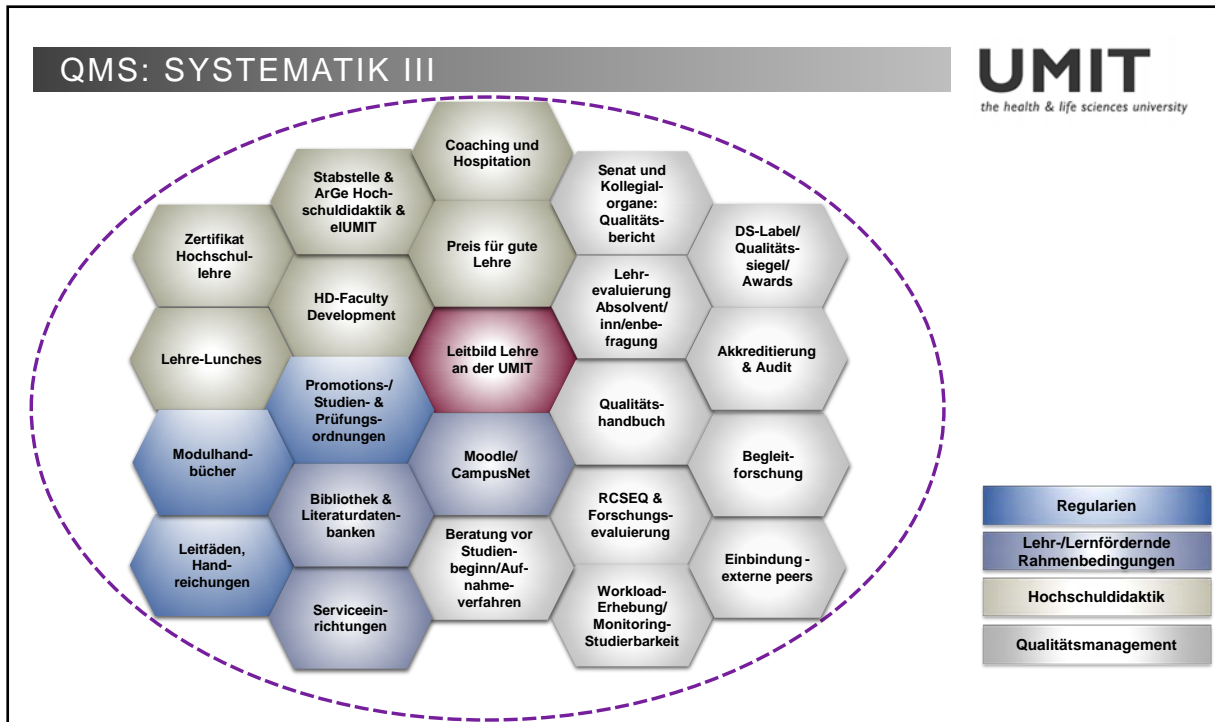 QMS: SYSTEMATIK III
UMIT
the health & life sciences university
Coaching und
Hospitation
Stabstelle &
ArGe Hoch-
schuldidaktik &
elUMIT
Senat und
Kollegial-
organe:
Qualitäts-
bericht
Zertifikat
Hochschul-
lehre
Preis für gute
Lehre
DS-Label/
Qualitäts-
siegel/
Awards
HD-Faculty
Development
Lehr-
evaluierung
Absolvent/
inn/enbe-
fragung
Lehre-Lunches
Leitbild Lehre
an der UMIT
Akkreditierung
& Audit
Promotions-/
Studien- &
Prüfungs-
ordnungen
Qualitäts-
handbuch
Modulhand-
bücher
Moodle/
CampusNet
Begleit-
forschung
Bibliothek &
Literaturdaten-
banken
RCSEQ &
Forschungs-
evaluierung
Leitfäden,
Hand-
reichungen
Beratung vor
Studien-
beginn/Auf-
nahme-
verfahren
Einbindung -
externe peers
Serviceein-
richtungen
Workload-
Erhebung/
Monitoring-
Studierbarkeit
Regularien
Lehr-/Lernfördernde
Rahmenbedingungen
Hochschuldidaktik
Qualitätsmanagement